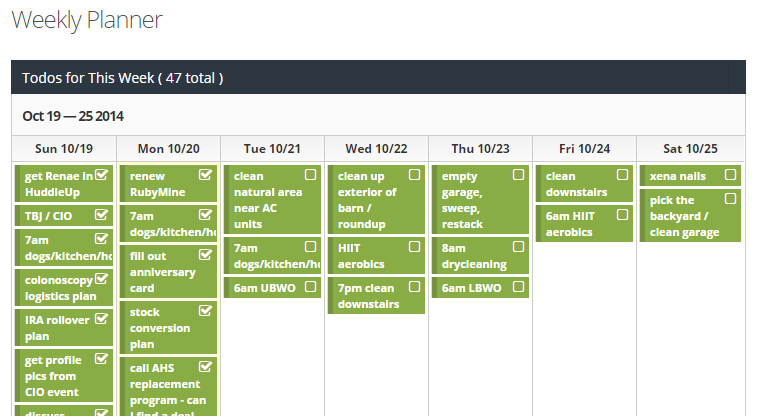 Weekly Planner
Todos for This Week ( 47 total )
Oct 19 — 25 2014
Sun 10/19
Mon 10/20
Tue 10/21
Wed 10/22
Thu 10/23
Fri 10/24
Sat 10/25
get Renae In
HuddleUp
TBJ / CIO
7am
dogs/kitchen/ho
colonoscopy
logistics plan
IRA rollover
plan
get profile
pics from
CIO event
discuss
renew
RubyMine
7am
dogs/kitchen/ho
fill out
anniversary
card
stock
conversion
plan
call AHS
replacement
program - can
I find a deal
clean
natural area
near AC
units
7am
dogs/kitchen/ho
6am UBWO
clean up
exterior of
barn /
roundup
HIIT
aerobics
7pm clean
downstairs
empty
garage,
sweep,
restack
8am
drycleaning
6am LBWO
clean
downstairs
6am HIIT
aerobics
xena nails
pick the
backyard /
clean garage